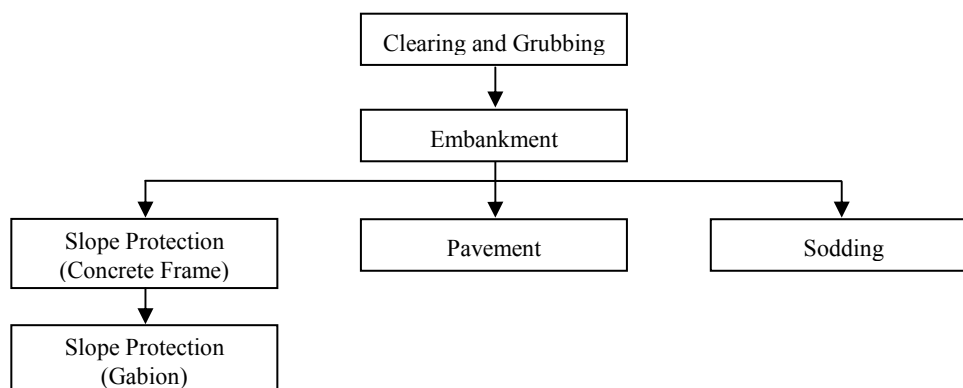 Clearing and Grubbing
Embankment
Slope Protection
(Concrete Frame)
Pavement
Sodding
Slope Protection
(Gabion)